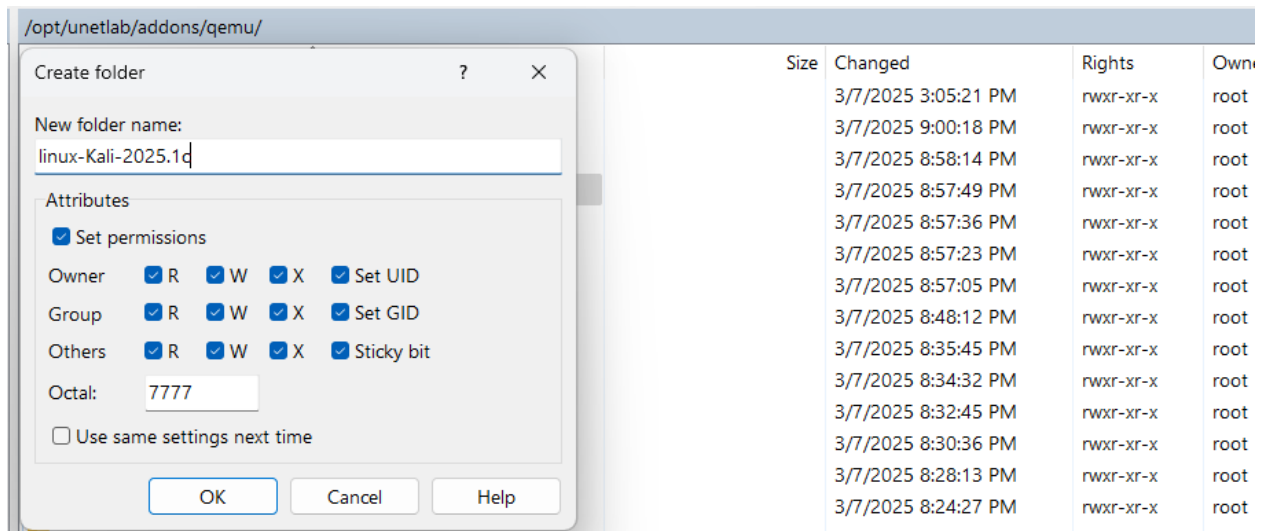 /opt/unetlab/addons/qemu/
Create folder ? ×
New folder name:
linux-Kali-2025.1c
Attributes
Set permissions
Owner R W X Set UID
Group R W X Set GID
Others R W X Sticky bit
Octal: 7777
Use same settings next time
OK Cancel Help
Size Changed Rights Owne
3/7/2025 3:05:21 PM rwxr-xr-x root
3/7/2025 9:00:18 PM rwxr-xr-x root
3/7/2025 8:58:14 PM rwxr-xr-x root
3/7/2025 8:57:49 PM rwxr-xr-x root
3/7/2025 8:57:36 PM rwxr-xr-x root
3/7/2025 8:57:23 PM rwxr-xr-x root
3/7/2025 8:57:05 PM rwxr-xr-x root
3/7/2025 8:48:12 PM rwxr-xr-x root
3/7/2025 8:35:45 PM rwxr-xr-x root
3/7/2025 8:34:32 PM rwxr-xr-x root
3/7/2025 8:32:45 PM rwxr-xr-x root
3/7/2025 8:30:36 PM rwxr-xr-x root
3/7/2025 8:28:13 PM rwxr-xr-x root
3/7/2025 8:24:27 PM rwxr-xr-x root